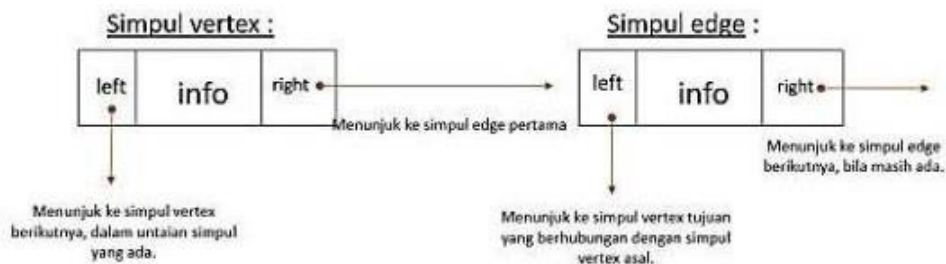 Simpul vertex :
left
info
right
Menunjuk ke simpul edge pertama
Menunjuk ke simpul vertex
berikutnya, dalam untaian simpul
yang ada.
Simpul edge :
left
info
right
Menunjuk ke simpul edge
berikutnya, bila masih ada.
Menunjuk ke simpul vertex tujuan
yang berhubungan dengan simpul
vertex asal.